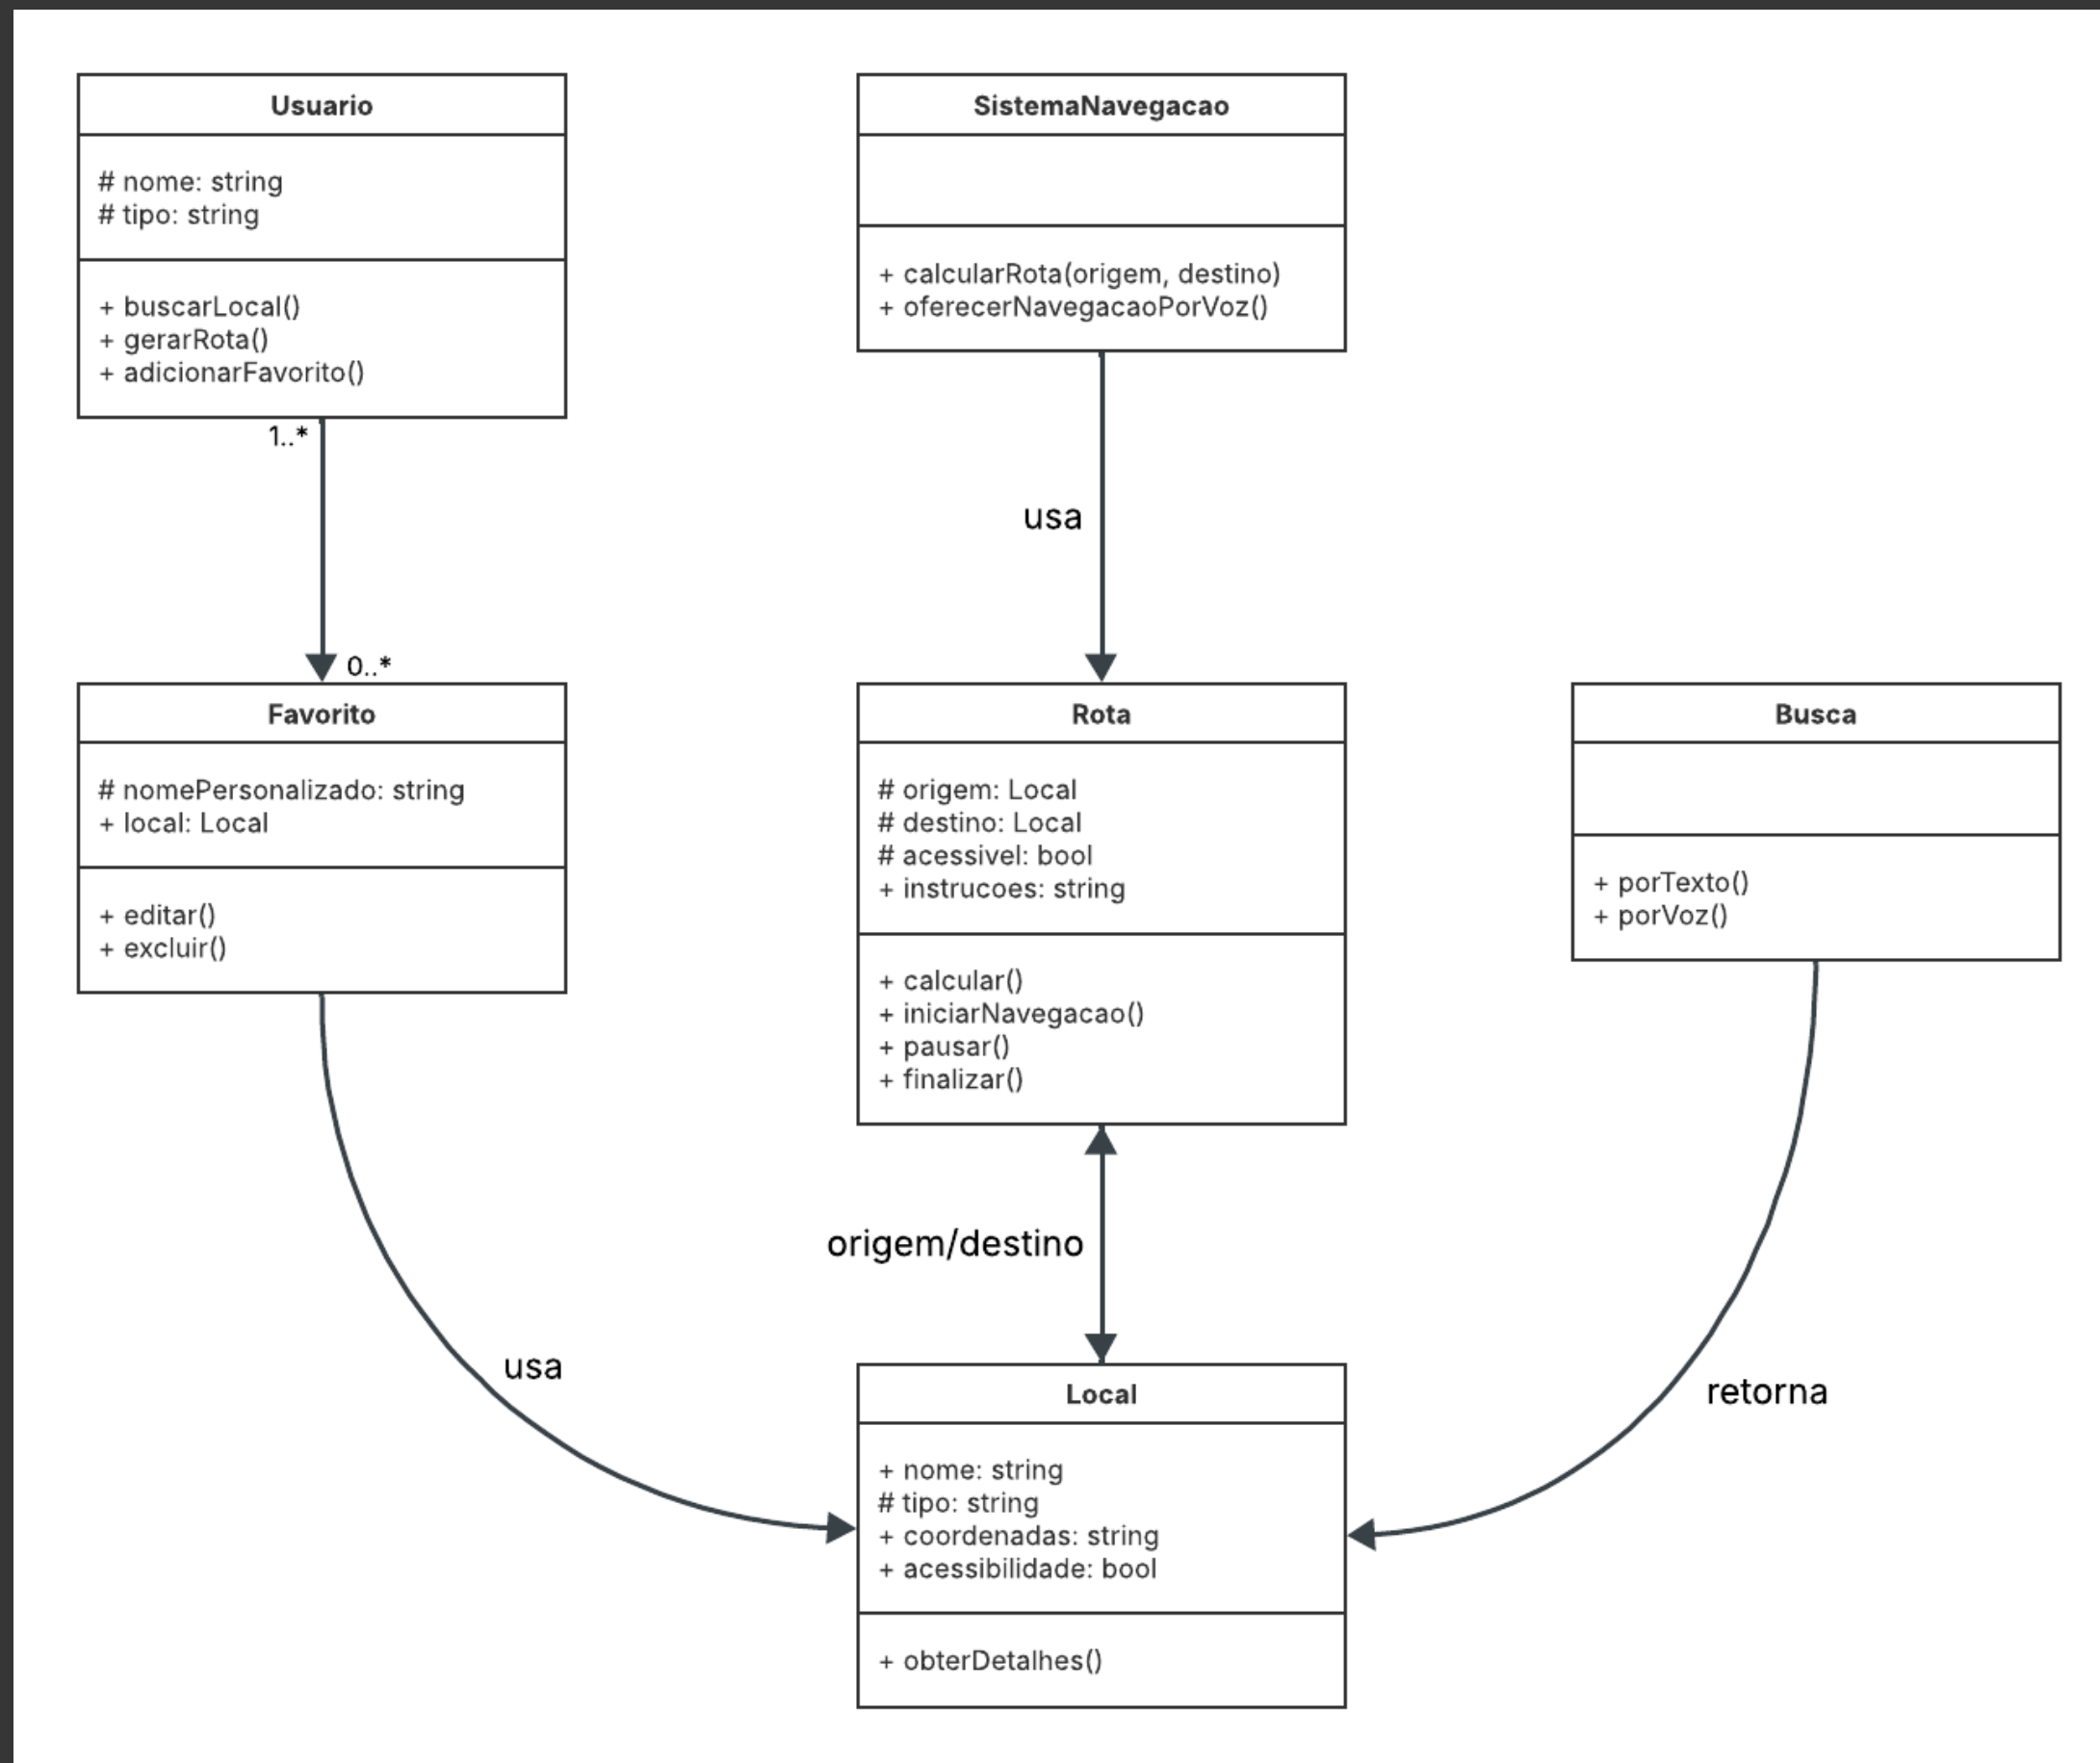 Usuario
# nome: string
# tipo: string
+ buscarLocal()
+ gerarRota()
+ adicionarFavorito()
1..*
0..*
SistemaNavegacao
+ calcularRota(origem, destino)
+ oferecerNavegacaoPorVoz()
usa
Favorito
# nomePersonalizado: string
+ local: Local
+ editar()
+ excluir()
usa
Rota
# origem: Local
# destino: Local
# acessivel: bool
+ instrucoes: string
+ calcular()
+ iniciarNavegacao()
+ pausar()
+ finalizar()
origem/destino
Busca
+ porTexto()
+ porVoz()
retorna
Local
+ nome: string
# tipo: string
+ coordenadas: string
+ acessibilidade: bool
+ obterDetalhes()